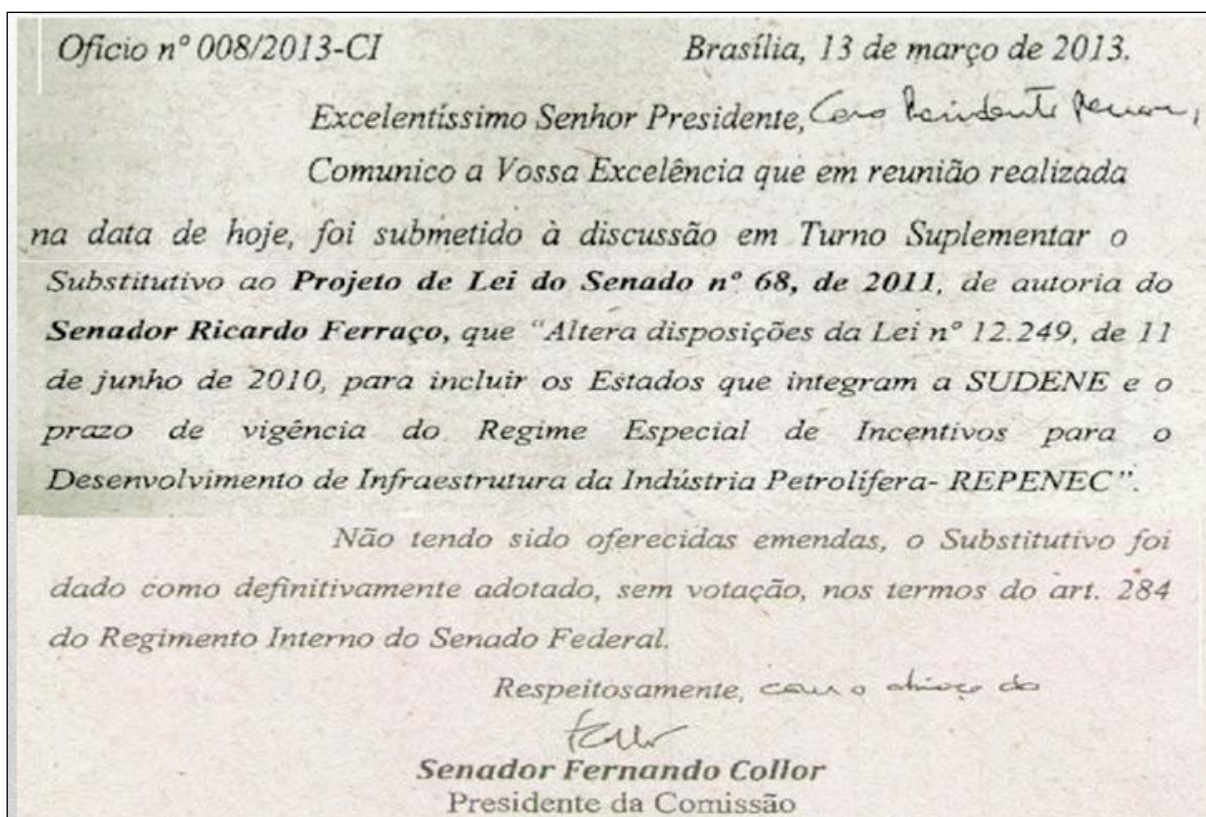 Ofício nº 008/2013-CI Brasília, 13 de março de 2013.
Excelentíssimo Senhor Presidente, Caro Presidente Renan,
Comunico a Vossa Excelência que em reunião realizada
na data de hoje, foi submetido à discussão em Turno Suplementar o
Substitutivo ao Projeto de Lei do Senado nº 68, de 2011, de autoria do
Senador Ricardo Ferraço, que “Altera disposições da Lei nº 12.249, de 11
de junho de 2010, para incluir os Estados que integram a SUDENE e o
prazo de vigência do Regime Especial de Incentivos para o
Desenvolvimento de Infraestrutura da Indústria Petrolífera- REPENEC”.
Não tendo sido oferecidas emendas, o Substitutivo foi
dado como definitivamente adotado, sem votação, nos termos do art. 284
do Regimento Interno do Senado Federal.
Respeitosamente, com o abraço do
Senador Fernando Collor
Presidente da Comissão